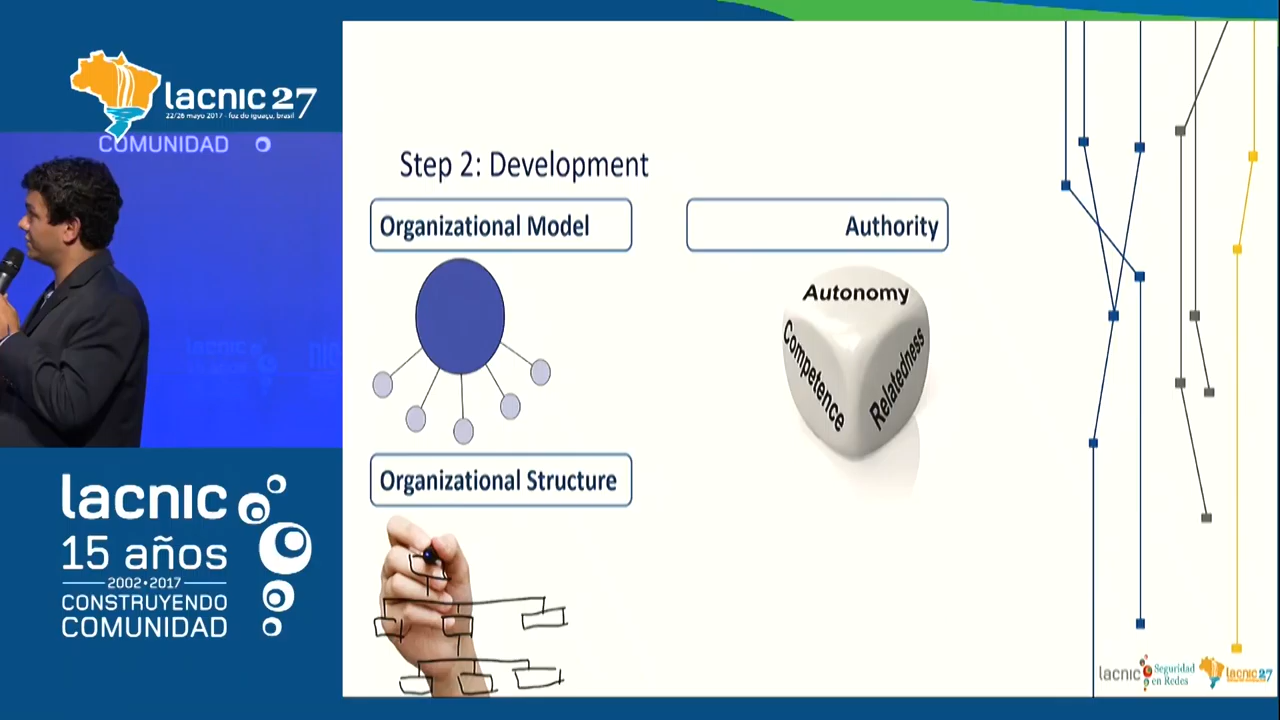 lacnic 27
22/26 mayo 2017 - foz do iguaçu, brasil
COMUNIDAD
lacnic
15 años
2002•2017
CONSTRUYENDO
COMUNIDAD
Step 2: Development
Organizational Model
Authority
Autonomy
Competence
Relatedness
Organizational Structure
lacnic
Seguridad
en Redes
lacnic 27